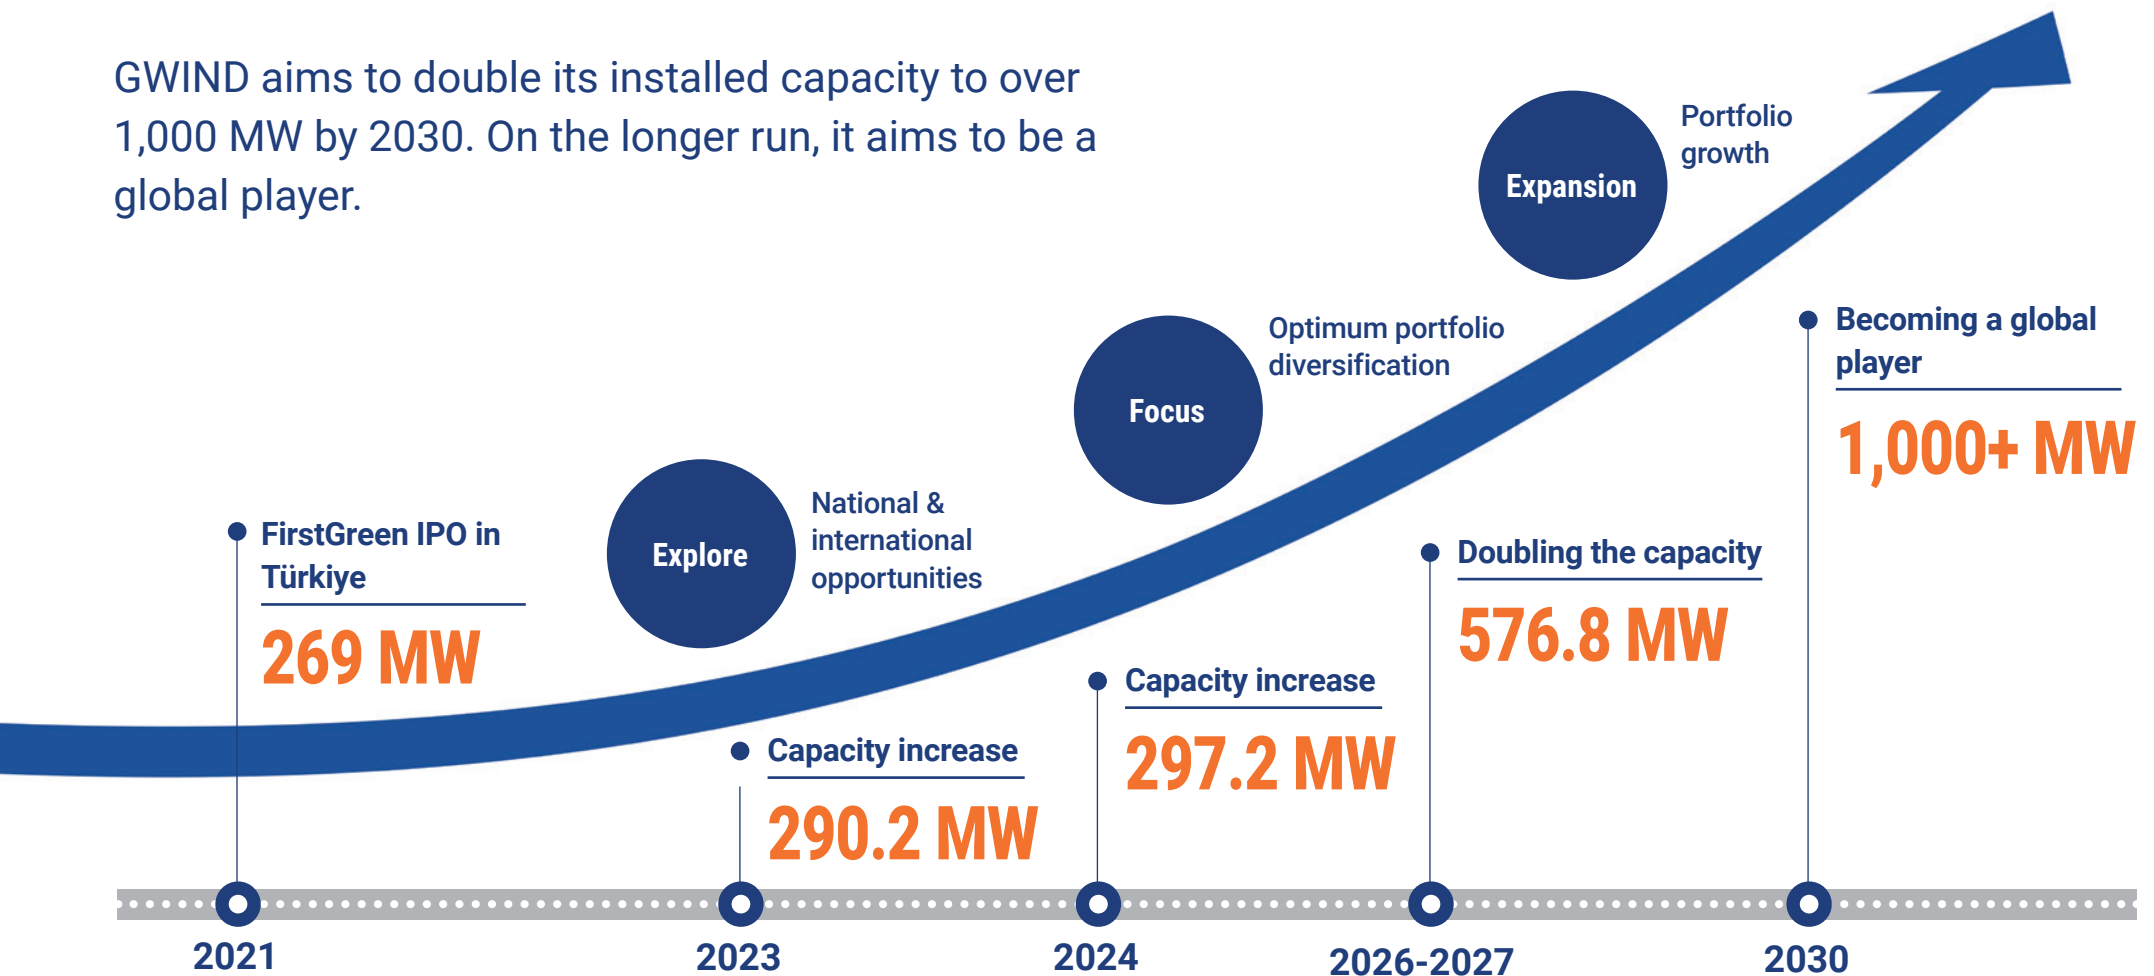 GWIND aims to double its installed capacity to over
1,000 MW by 2030. On the longer run, it aims to be a
global player.
Expansion
Portfolio
growth
Focus
Optimum portfolio
diversification
Explore
National &
international
opportunities
FirstGreen IPO in
Türkiye
269 MW
Capacity increase
290.2 MW
Capacity increase
297.2 MW
Doubling the capacity
576.8 MW
Becoming a global
player
1,000+ MW
2021
2023
2024
2026-2027
2030